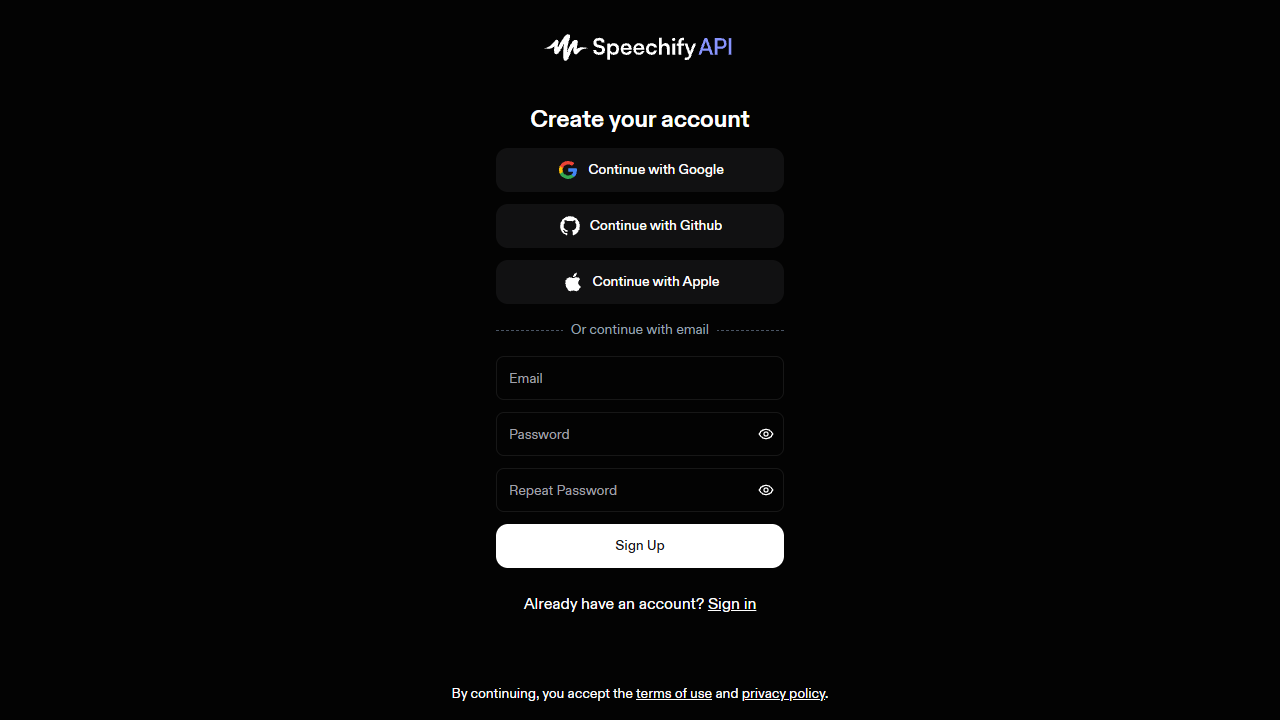 Speechify API
Create your account
Continue with Google
Continue with Github
Continue with Apple
Or continue with email
Email
Password
Repeat Password
Sign Up
Already have an account? Sign in
By continuing, you accept the terms of use and privacy policy.